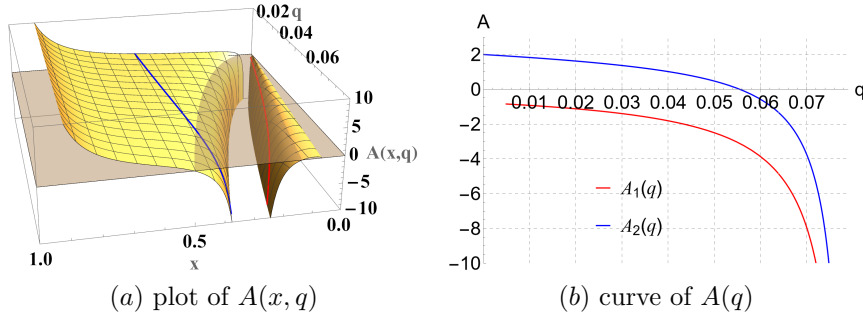 0.02
q
0.04
0.06
10
5
0
A(x,q)
-5
-10
0.0
0.5
1.0
x
(a) plot of A(x, q)
A
2
0
-2
-4
-6
-8
-10
0.01 0.02 0.03 0.04 0.05 0.06 0.07
q
A₁(q)
A₂(q)
(b) curve of A(q)